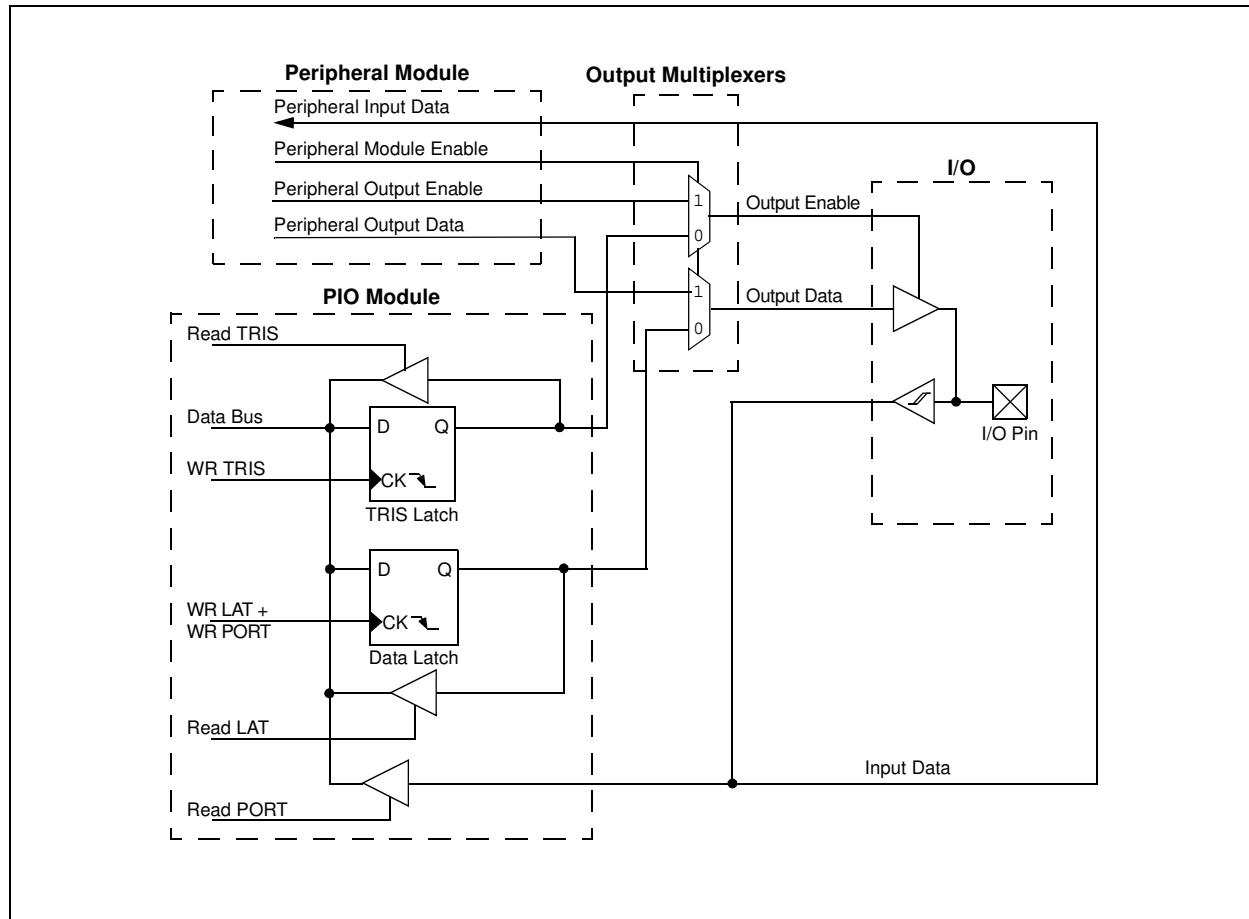 Peripheral Module
Output Multiplexers
Peripheral Input Data
Peripheral Module Enable
Peripheral Output Enable
Peripheral Output Data
1
0
1
0
Output Enable
Output Data
I/O
I/O Pin
PIO Module
Read TRIS
Data Bus
D
Q
WR TRIS
CK
TRIS Latch
D
Q
WR LAT +
WR PORT
CK
Data Latch
Read LAT
Input Data
Read PORT